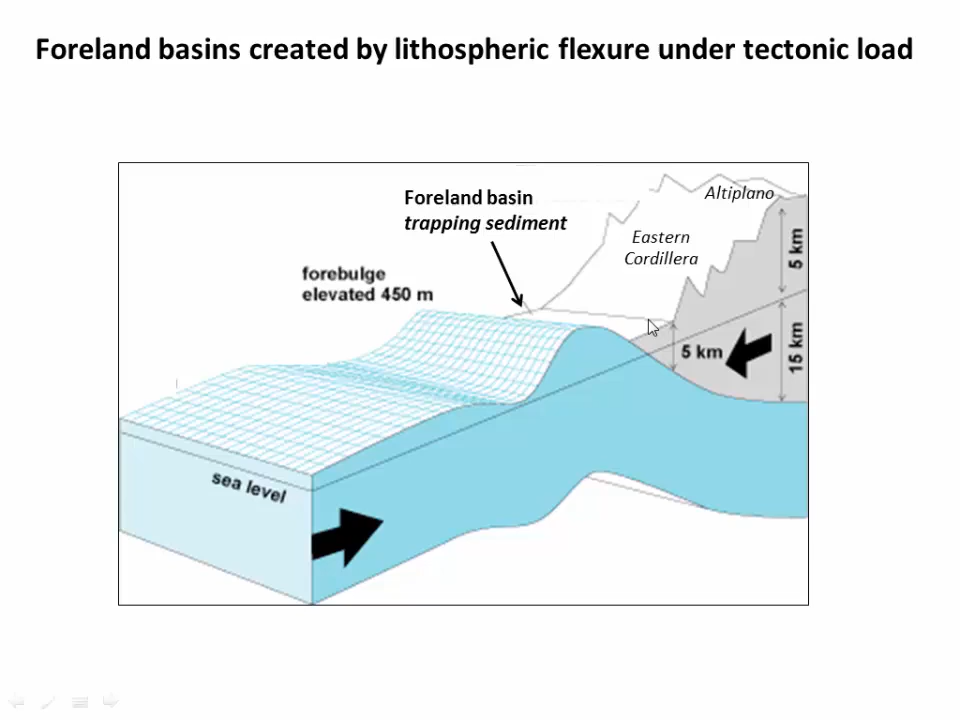 Foreland basins created by lithospheric flexure under tectonic load
Altiplano
Foreland basin
trapping sediment
Eastern
Cordillera
5 km
forebulge
elevated 450 m
5 km
15 km
sea level